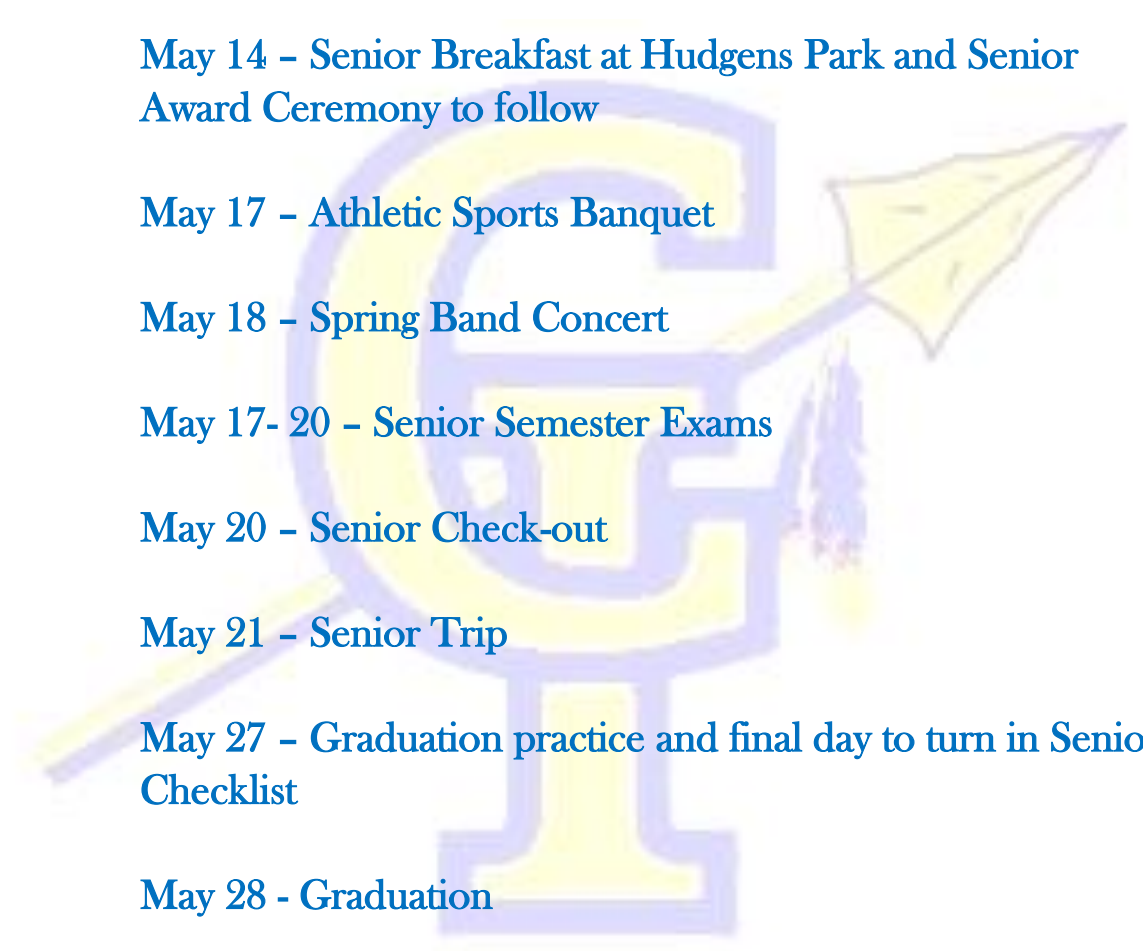 May 14 – Senior Breakfast at Hudgens Park and Senior
Award Ceremony to follow
May 17 – Athletic Sports Banquet
May 18 – Spring Band Concert
May 17- 20 – Senior Semester Exams
May 20 – Senior Check-out
May 21 – Senior Trip
May 27 – Graduation practice and final day to turn in Senio
Checklist
May 28 - Graduation